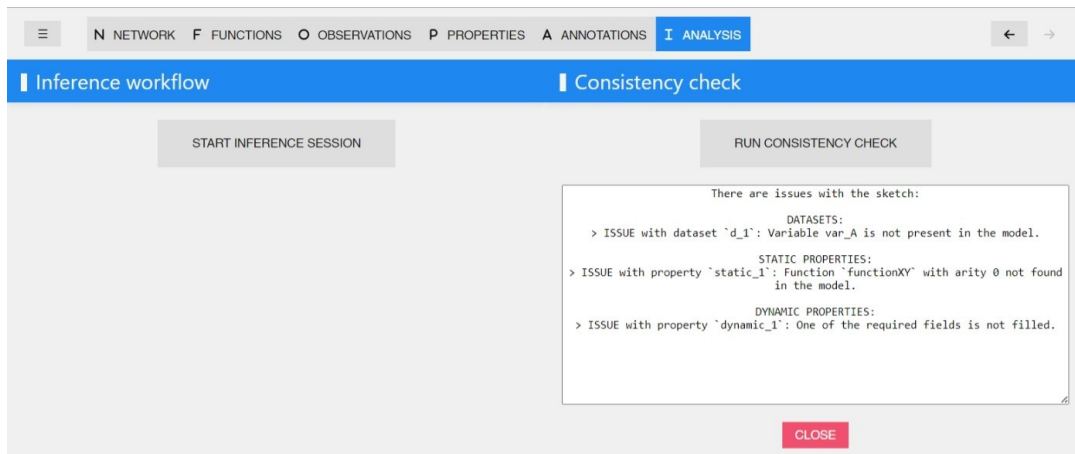 ☰ N NETWORK F FUNCTIONS O OBSERVATIONS P PROPERTIES A ANNOTATIONS I ANALYSIS ← →
Inference workflow
START INFERENCE SESSION
Consistency check
RUN CONSISTENCY CHECK
There are issues with the sketch:
DATASETS:
> ISSUE with dataset `d_1`: Variable var_A is not present in the model.
STATIC PROPERTIES:
> ISSUE with property `static_1`: Function `functionXY` with arity 0 not found
in the model.
DYNAMIC PROPERTIES:
> ISSUE with property `dynamic_1`: One of the required fields is not filled.
CLOSE